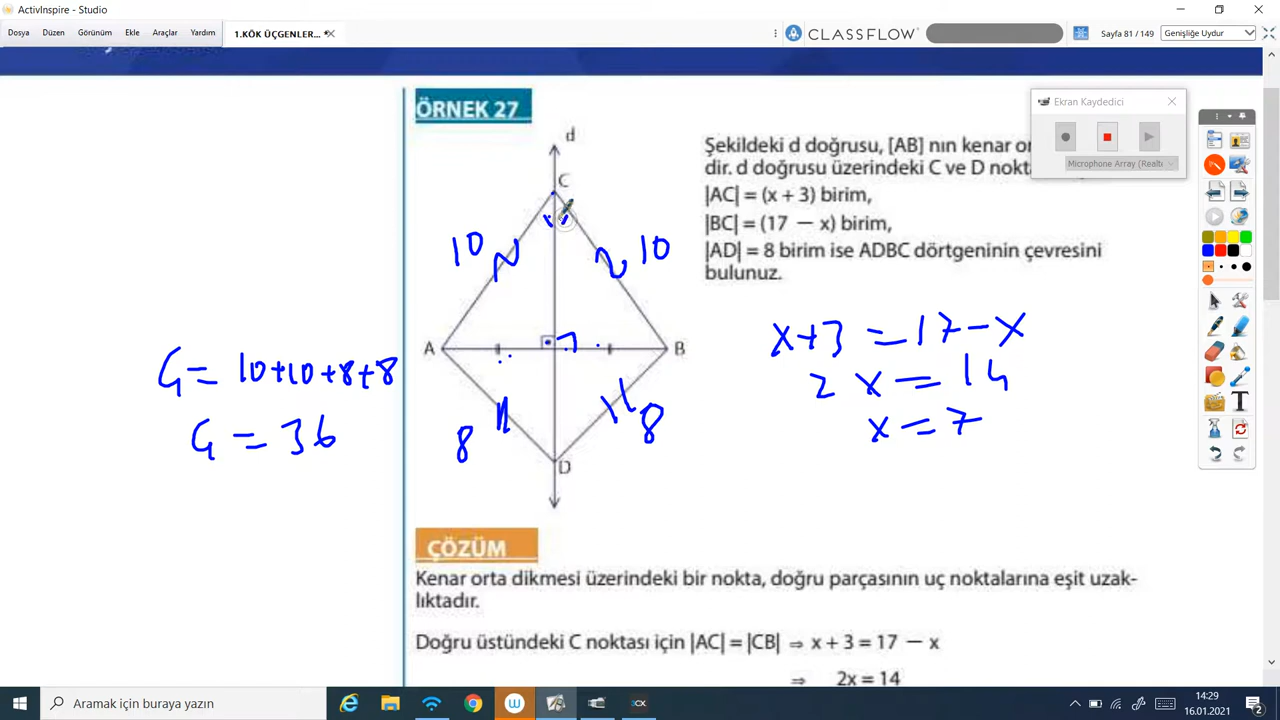 ActivInspire - Studio
Dosya Düzen Görünüm Ekle Araçlar Yardım
1.KÖK ÜÇGENLER...
CLASSFLOW
Sayfa 81 / 149
Genişliğe Uydur
ÖRNEK 27
Ekran Kaydedici
Microphone Array (Realt
d
C
A
B
D
10
10
8
8
Şekildeki d doğrusu, [AB] nın kenar or
dir. d doğrusu üzerindeki C ve D nokt
|AC| = (x + 3) birim,
|BC| = (17 − x) birim,
|AD| = 8 birim ise ADBC dörtgeninin çevresini
bulunuz.
x+3 = 17-x
2x = 14
x = 7
Ç = 10+10+8+8
Ç = 36
ÇÖZÜM
Kenar orta dikmesi üzerindeki bir nokta, doğru parçasının uç noktalarına eşit uzak-
lıktadır.
Doğru üstündeki C noktası için |AC| = |CB| ⇒ x + 3 = 17 − x
⇒ 2x = 14
Aramak için buraya yazın
14:29
16.01.2021
2